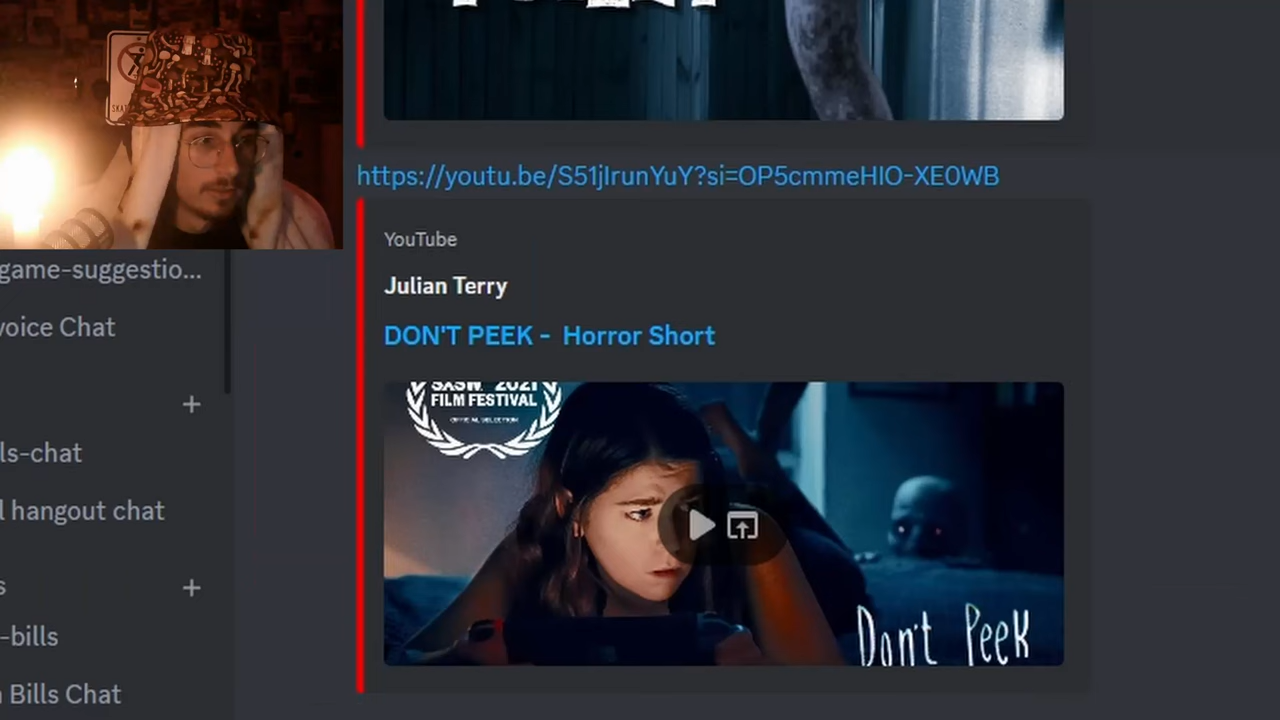 SKAT
https://youtu.be/S51jIrunYuY?si=OP5cmmeHIO-XE0WB
game-suggestio...
YouTube
voice Chat
Julian Terry
DON'T PEEK - Horror Short
SXSW 2021
FILM FESTIVAL
OFFICIAL SELECTION
ls-chat
l hangout chat
s
-bills
Don't Peek
Bills Chat